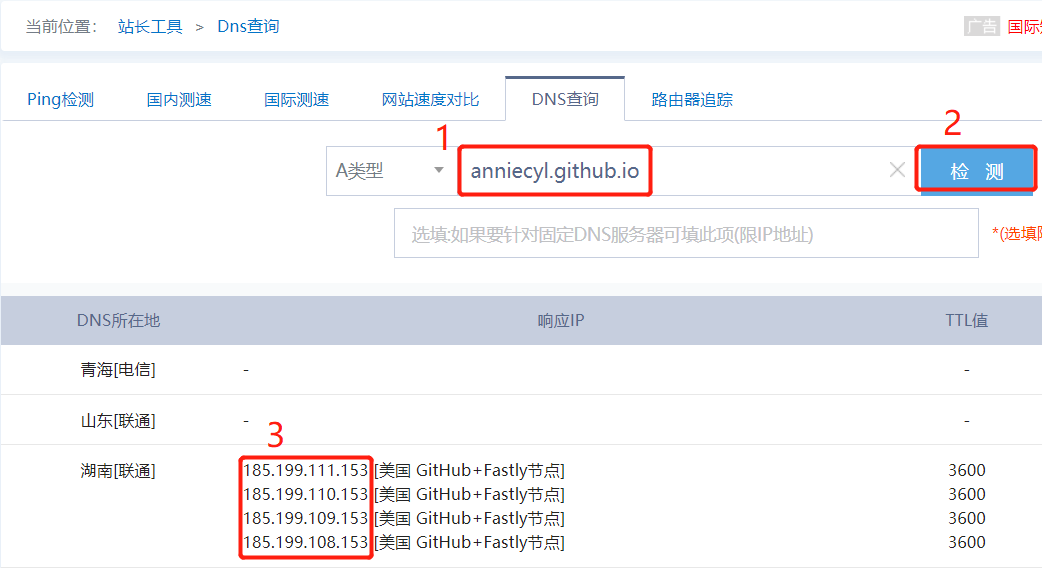 当前位置： 站长工具 > Dns查询 广告 国际
Ping检测 国内测速 国际测速 网站速度对比 DNS查询 路由器追踪
1 2
A类型 anniecyl.github.io 检 测
选填:如果要针对固定DNS服务器可填此项(限IP地址) *(选填
DNS所在地 响应IP TTL值
青海[电信] - -
山东[联通] - -
3
湖南[联通] 185.199.111.153 [美国 GitHub+Fastly节点] 3600
185.199.110.153 [美国 GitHub+Fastly节点] 3600
185.199.109.153 [美国 GitHub+Fastly节点] 3600
185.199.108.153 [美国 GitHub+Fastly节点] 3600